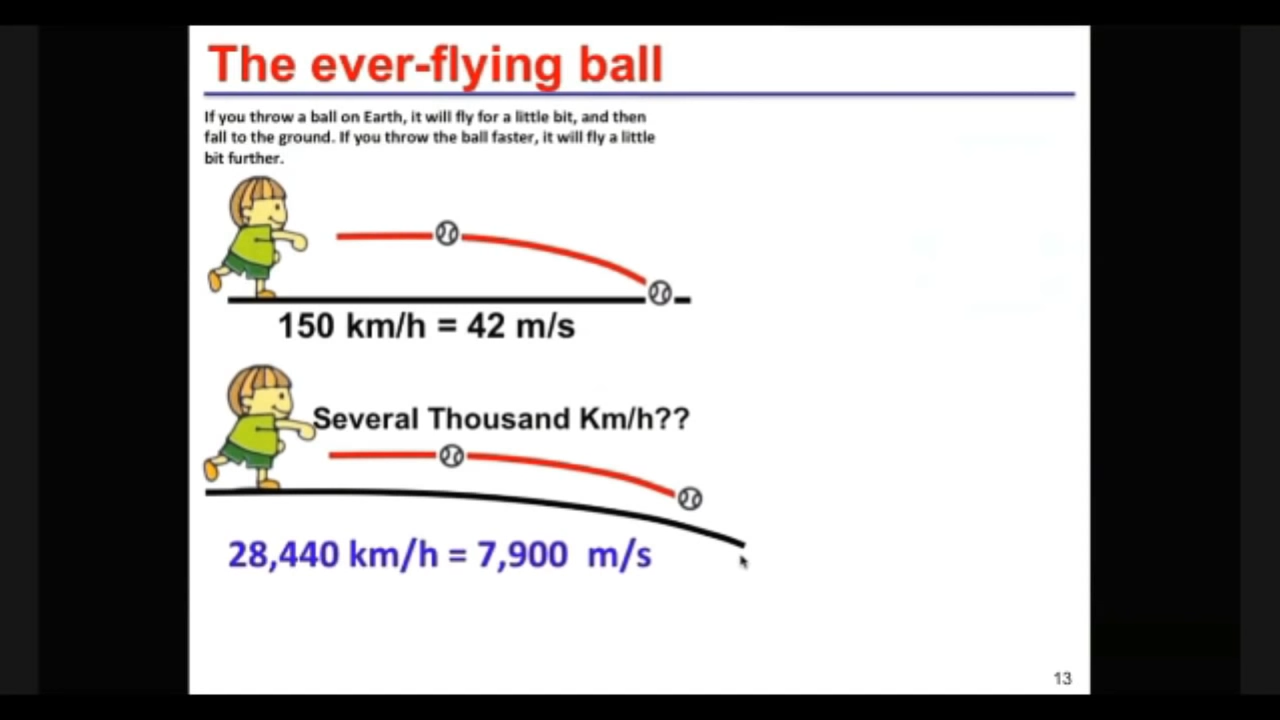 The ever-flying ball
If you throw a ball on Earth, it will fly for a little bit, and then
fall to the ground. If you throw the ball faster, it will fly a little
bit further.
150 km/h = 42 m/s
Several Thousand Km/h??
28,440 km/h = 7,900 m/s
13